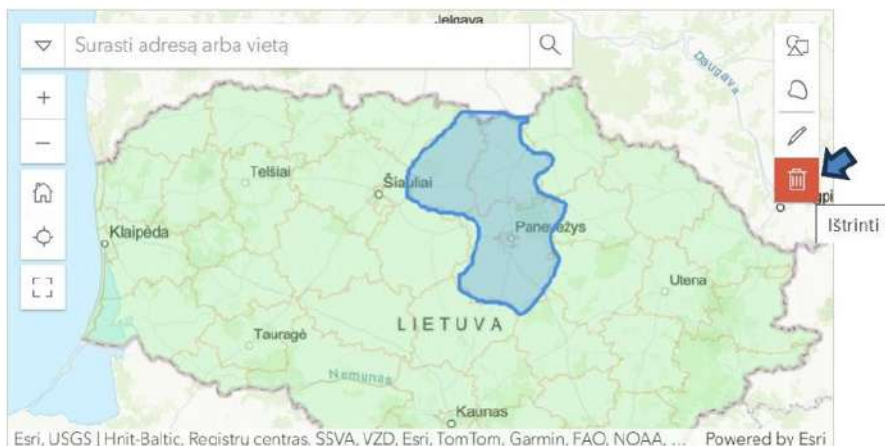 Jelgava
Surasti adresą arba vietą
Daugava
Telšiai
Šiauliai
Klaipėda
Panevėžys
Ištrinti
Utena
LIETUVA
Tauragė
Nemunas
Kaunas
Esri, USGS | Hnit-Baltic, Registru centras, SSVA, VZD, Esri, TomTom, Garmin, FAO, NOAA, ... Powered by Esri